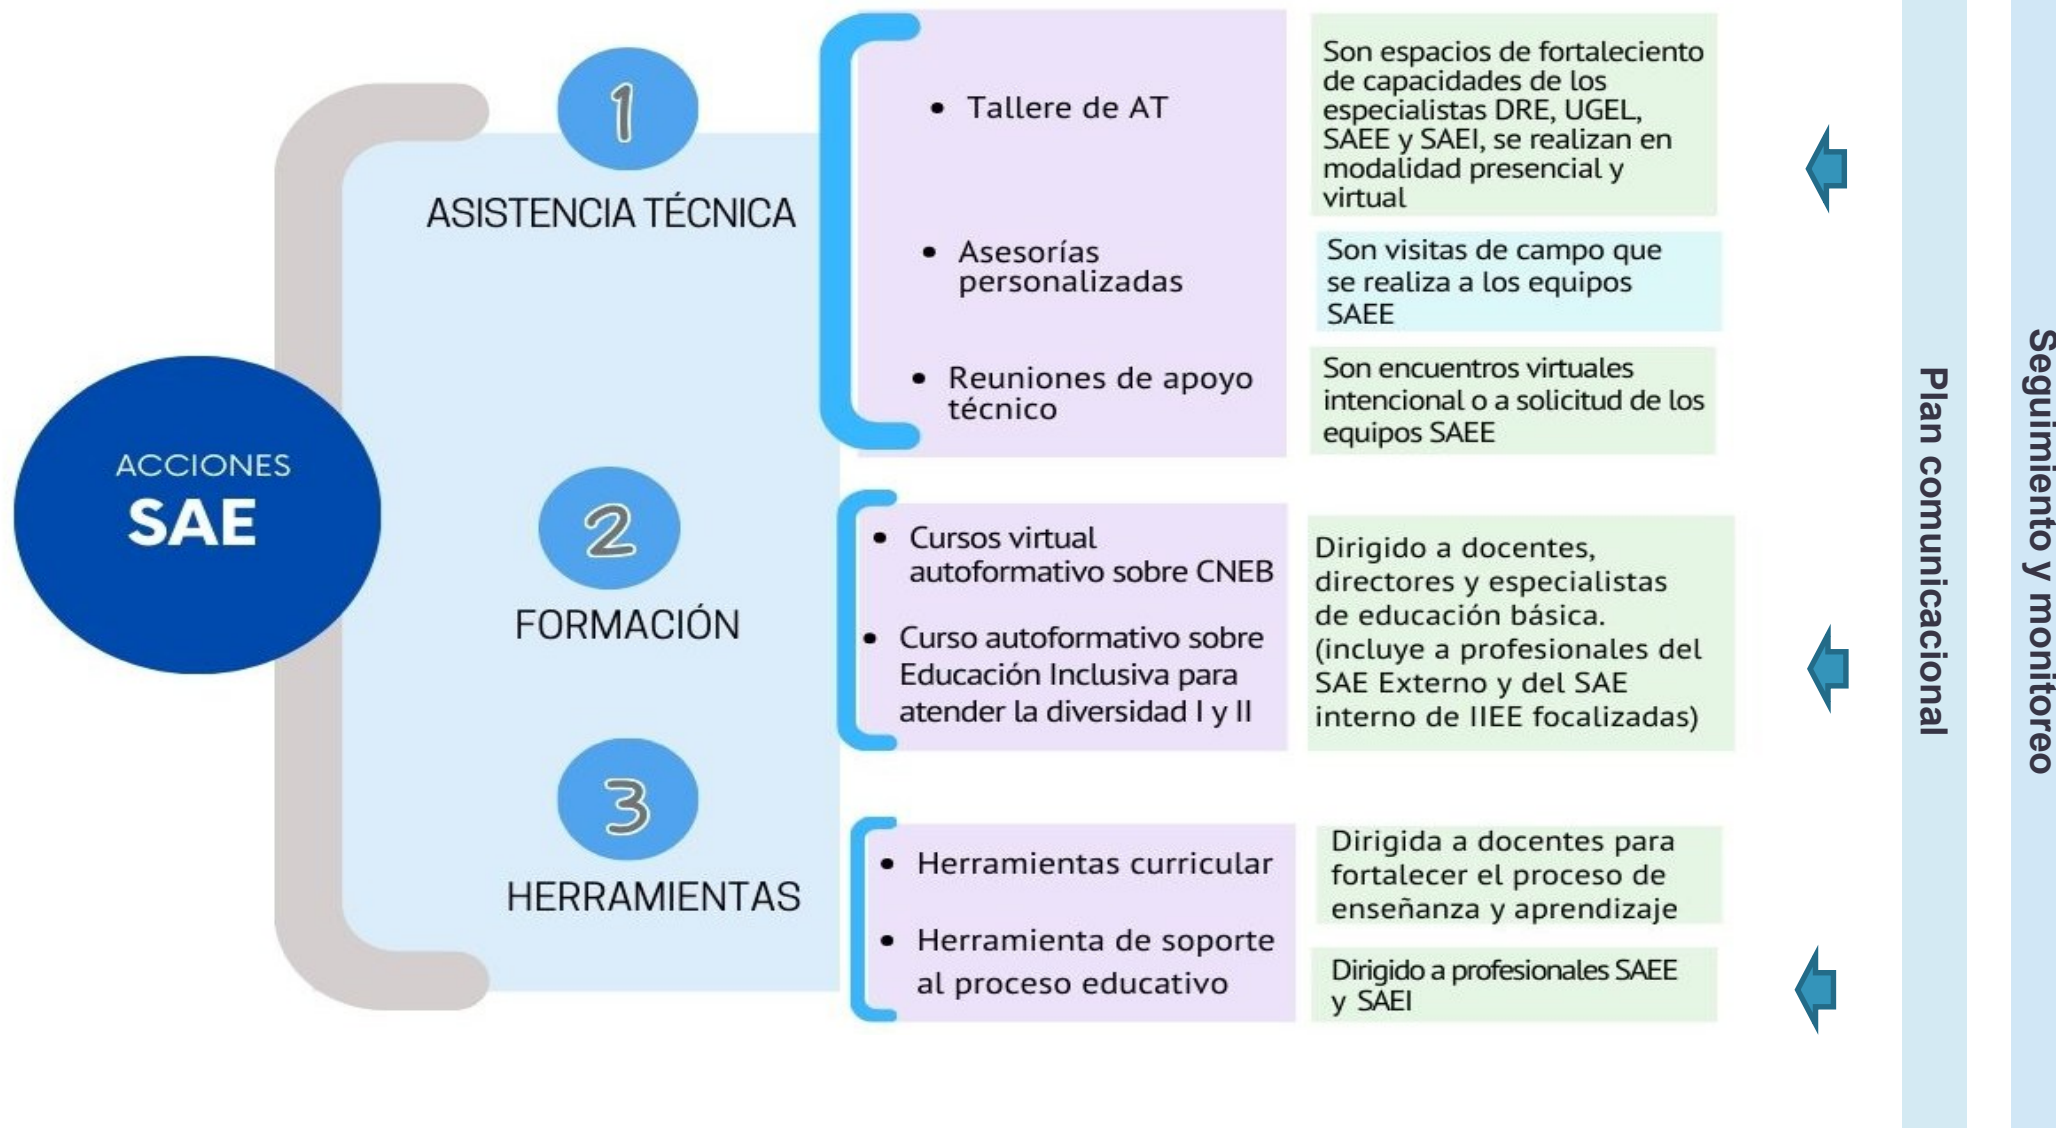 ACCIONES
SAE
1
ASISTENCIA TÉCNICA
• Tallere de AT
Son espacios de fortaleciento
de capacidades de los
especialistas DRE, UGEL,
SAEE y SAEI, se realizan en
modalidad presencial y
virtual
• Asesorías
personalizadas
Son visitas de campo que
se realiza a los equipos
SAEE
• Reuniones de apoyo
técnico
Son encuentros virtuales
intencional o a solicitud de los
equipos SAEE
2
FORMACIÓN
• Cursos virtual
autoformativo sobre CNEB
• Curso autoformativo sobre
Educación Inclusiva para
atender la diversidad I y II
Dirigido a docentes,
directores y especialistas
de educación básica.
(incluye a profesionales del
SAE Externo y del SAE
interno de IIEE focalizadas)
3
HERRAMIENTAS
• Herramientas curricular
• Herramienta de soporte
al proceso educativo
Dirigida a docentes para
fortalecer el proceso de
enseñanza y aprendizaje
Dirigido a profesionales SAEE
y SAEI
Plan comunicacional
Seguimiento y monitoreo